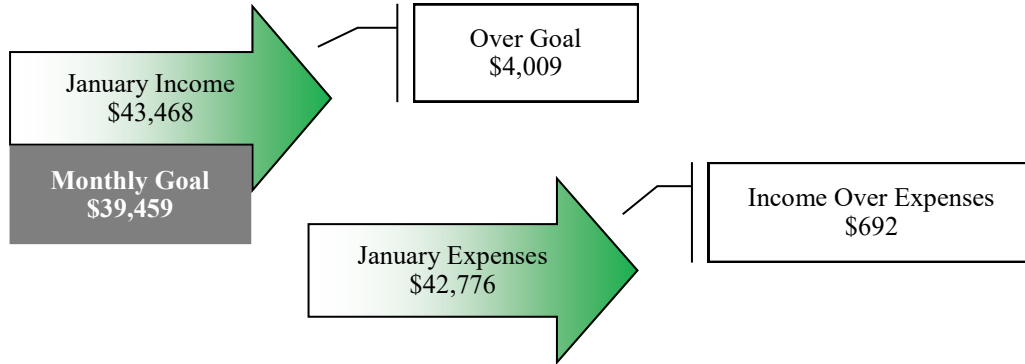 January Income
$43,468
Over Goal
$4,009
Monthly Goal
$39,459
January Expenses
$42,776
Income Over Expenses
$692